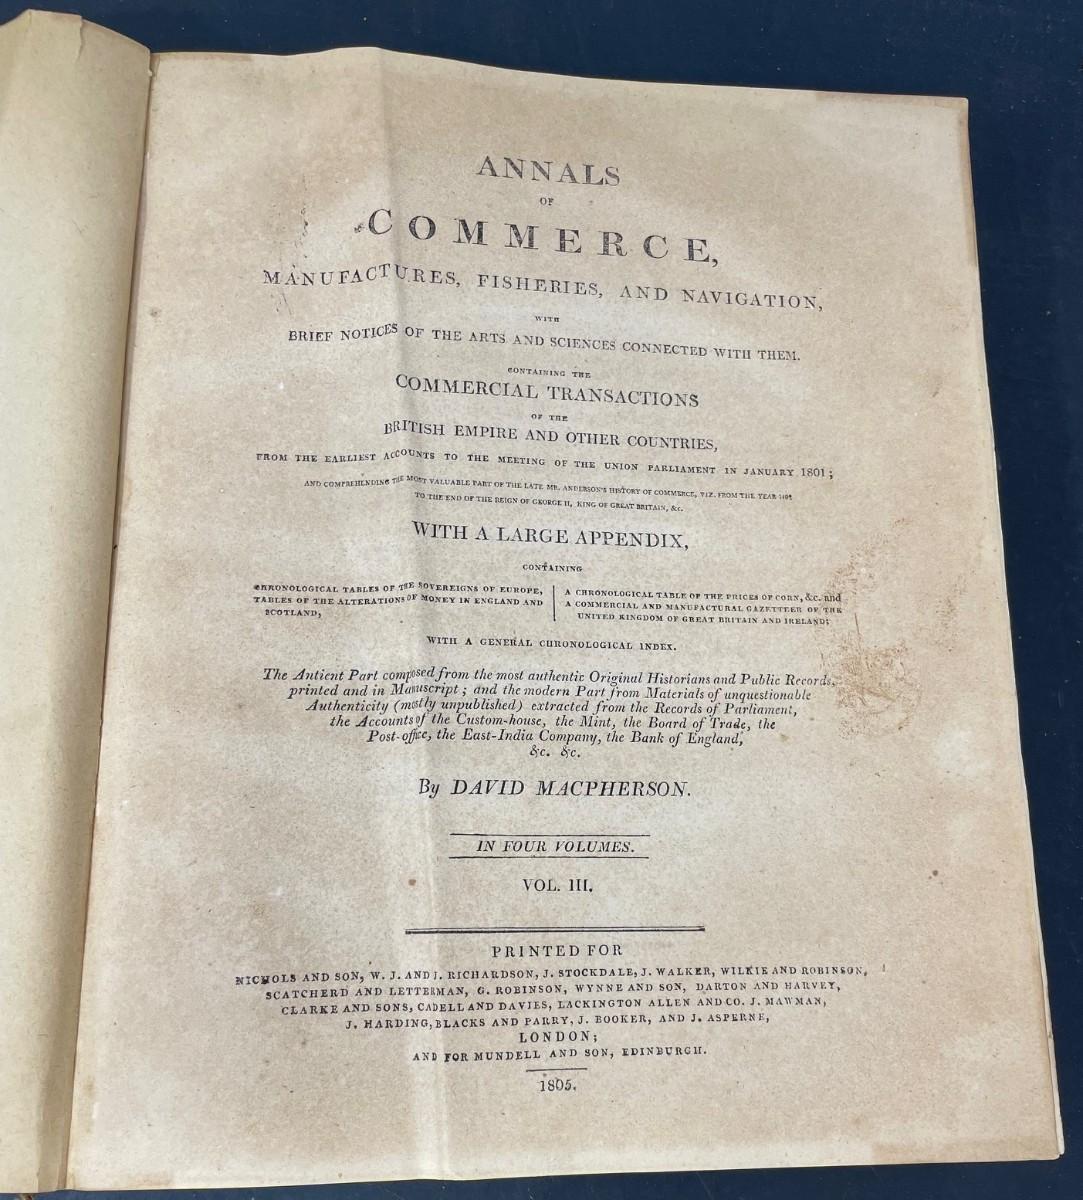 ANNALS
OF
COMMERCE,
MANUFACTURES, FISHERIES, AND NAVIGATION,
WITH
BRIEF NOTICES OF THE ARTS AND SCIENCES CONNECTED WITH THEM.
CONTAINING THE
COMMERCIAL TRANSACTIONS
OF THE
BRITISH EMPIRE AND OTHER COUNTRIES,
FROM THE EARLIEST ACCOUNTS TO THE MEETING OF THE UNION PARLIAMENT IN JANUARY 1801;
AND COMPREHENDING THE MOST VALUABLE PART OF THE LATE MR. ANDERSON'S HISTORY OF COMMERCE, VIZ. FROM THE YEAR
TO THE END OF THE REIGN OF GEORGE II, KING OF GREAT BRITAIN, &c.
WITH A LARGE APPENDIX,
CONTAINING
CHRONOLOGICAL TABLES OF THE SOVEREIGNS OF EUROPE,
TABLES OF THE ALTERATIONS OF MONEY IN ENGLAND AND
SCOTLAND,
A CHRONOLOGICAL TABLE OF THE PRICES OF CORN, &c. and
A COMMERCIAL AND MANUFACTURAL GAZETTEER OF THE
UNITED KINGDOM OF GREAT BRITAIN AND IRELAND;
WITH A GENERAL CHRONOLOGICAL INDEX.
The Antient Part composed from the most authentic Original Historians and Public Records,
printed and in Manuscript; and the modern Part from Materials of unquestionable
Authenticity (mostly unpublished) extracted from the Records of Parliament,
the Accounts of the Custom-house, the Mint, the Board of Trade, the
Post-office, the East-India Company, the Bank of England,
&c. &c.
By DAVID MACPHERSON.
IN FOUR VOLUMES.
VOL. III.
PRINTED FOR
NICHOLS AND SON, W. J. AND J. RICHARDSON, J. STOCKDALE, J. WALKER, WILKIE AND ROBINSON,
SCATCHERD AND LETTERMAN, G. ROBINSON, WYNNE AND SON, DARTON AND HARVEY,
CLARKE AND SONS, CADELL AND DAVIES, LACKINGTON ALLEN AND CO. J. MAWMAN,
J. HARDING, BLACKS AND PARRY, J. BOOKER, AND J. ASPERNE,
LONDON;
AND FOR MUNDELL AND SON, EDINBURGH.
1805.